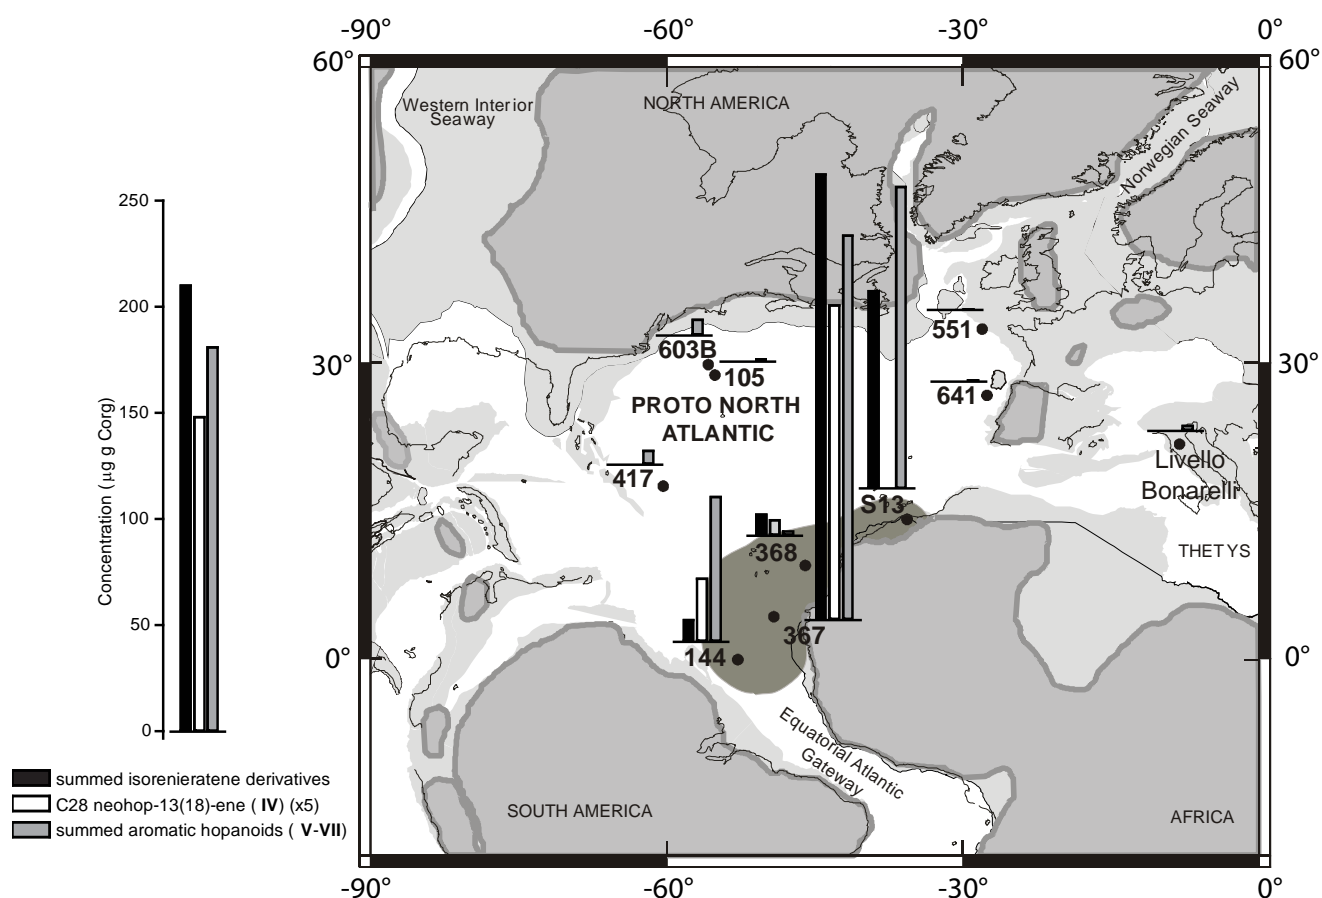 -90°
-60°
-30°
0°
60°
60°
Western Interior
Seaway
NORTH AMERICA
Norwegian Seaway
250
200
150
100
50
0
Concentration (µg g Corg)
30°
30°
603B
105
551
641
PROTO NORTH
ATLANTIC
417
Livello
Bonarelli
S13
368
THETYS
367
144
0°
0°
Equatorial Atlantic
Gateway
SOUTH AMERICA
AFRICA
summed isorenieratene derivatives
C28 neohop-13(18)-ene ( IV) (x5)
summed aromatic hopanoids ( V-VII)
-90°
-60°
-30°
0°